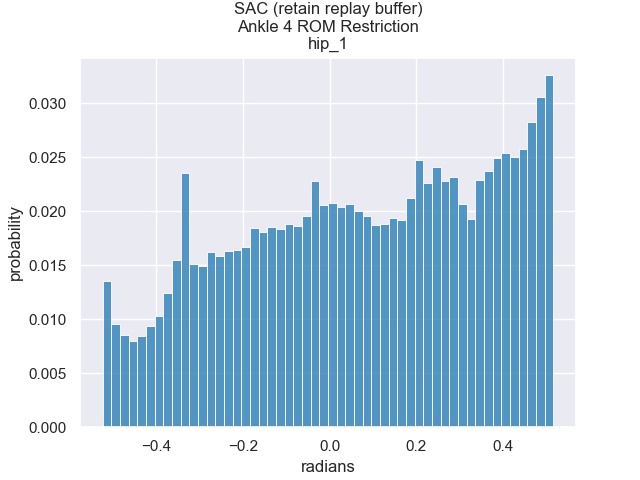 SAC (retain replay buffer)
Ankle 4 ROM Restriction
hip_1
probability
0.030
0.025
0.020
0.015
0.010
0.005
0.000
−0.4 −0.2 0.0 0.2 0.4
radians